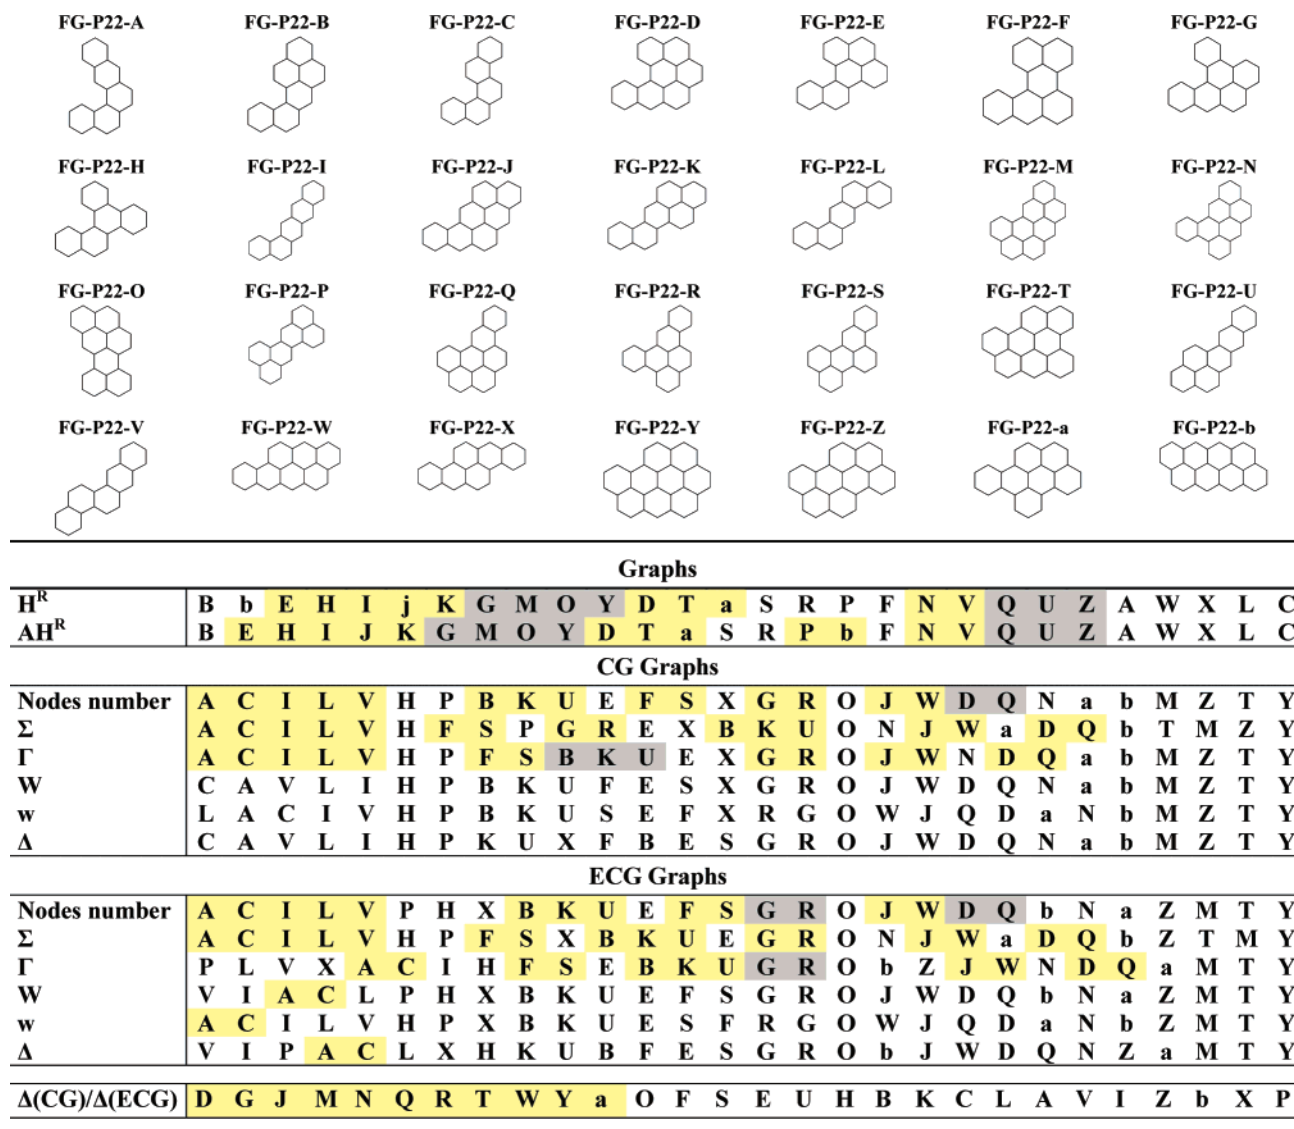 FG-P22-A FG-P22-B FG-P22-C FG-P22-D FG-P22-E FG-P22-F FG-P22-G
FG-P22-H FG-P22-I FG-P22-J FG-P22-K FG-P22-L FG-P22-M FG-P22-N
FG-P22-O FG-P22-P FG-P22-Q FG-P22-R FG-P22-S FG-P22-T FG-P22-U
FG-P22-V FG-P22-W FG-P22-X FG-P22-Y FG-P22-Z FG-P22-a FG-P22-b
Graphs
H^R B b E H I j K G M O Y D T a S R P F N V Q U Z A W X L C
AH^R B E H I J K G M O Y D T a S R P b F N V Q U Z A W X L C
CG Graphs
Nodes number A C I L V H P B K U E F S X G R O J W D Q N a b M Z T Y
Σ A C I L V H F S P G R E X B K U O N J W a D Q b T M Z Y
Γ A C I L V H P F S B K U E X G R O J W N D Q a b M Z T Y
W C A V L I H P B K U F E S X G R O J W D Q N a b M Z T Y
w L A C I V H P B K U S E F X R G O W J Q D a N b M Z T Y
Δ C A V L I H P K U X F B E S G R O J W D Q N a b M Z T Y
ECG Graphs
Nodes number A C I L V P H X B K U E F S G R O J W D Q b N a Z M T Y
Σ A C I L V H P F S X B K U E G R O N J W a D Q b Z T M Y
Γ P L V X A C I H F S E B K U G R O b Z J W N D Q a M T Y
W V I A C L P H X B K U E F S G R O J W D Q b N a Z M T Y
w A C I L V H P X B K U E S F R G O W J Q D a N b Z M T Y
Δ V I P A C L X H K U B F E S G R O b J W D Q N Z a M T Y
Δ(CG)/Δ(ECG) D G J M N Q R T W Y a O F S E U H B K C L A V I Z b X P